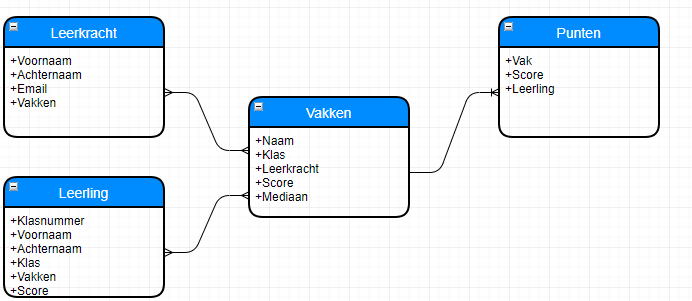 Leerkracht
+Voornaam
+Achternaam
+Email
+Vakken
Punten
+Vak
+Score
+Leerling
Vakken
+Naam
+Klas
+Leerkracht
+Score
+Mediaan
Leerling
+Klasnummer
+Voornaam
+Achternaam
+Klas
+Vakken
+Score